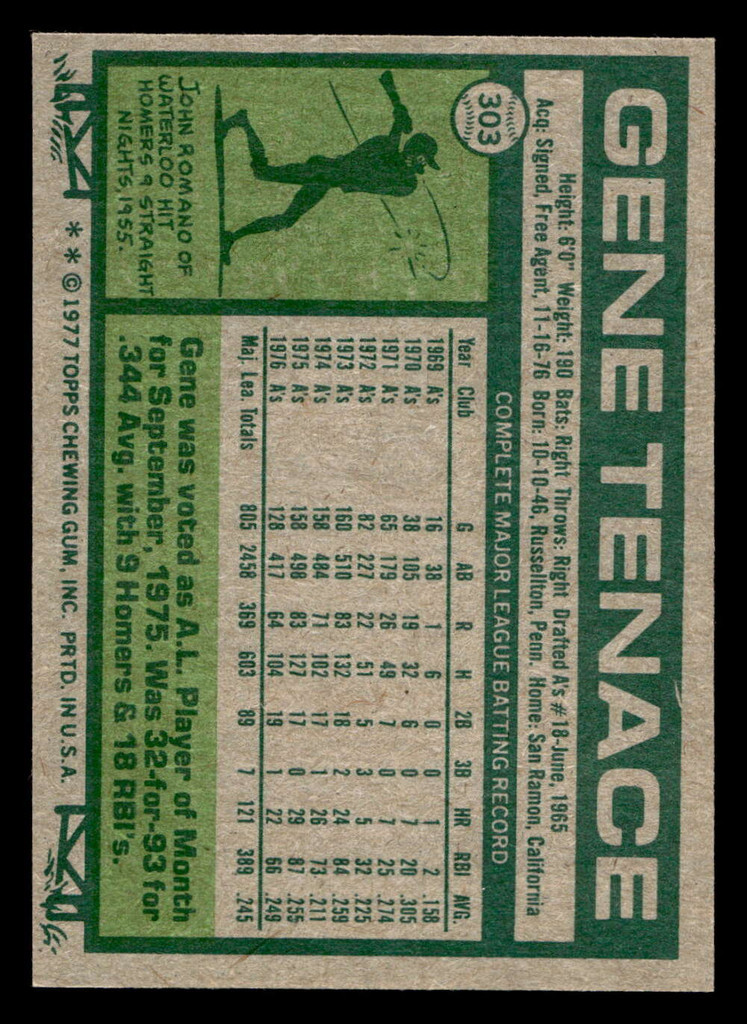 GENE TENACE
303
Height: 6'0" Weight: 190 Bats: Right Throws: Right Drafted A's #18-June, 1965
Acq: Signed, Free Agent, 11-16-76 Born: 10-10-46, Russellton, Penn. Home: San Ramon, California
COMPLETE MAJOR LEAGUE BATTING RECORD
Year Club G AB R H 2B 3B HR RBI AVG.
1969 A's 16 38 1 6 0 0 1 2 .158
1970 A's 38 105 19 32 6 0 7 20 .305
1971 A's 65 179 26 49 7 0 7 25 .274
1972 A's 82 227 22 51 5 3 5 32 .225
1973 A's 160 .510 83 132 18 2 24 84 .259
1974 A's 158 484 71 102 17 1 26 73 .211
1975 A's 158 498 83 127 17 0 29 87 .255
1976 A's 128 417 64 104 19 1 22 66 .249
Maj. Lea. Totals 805 2458 369 603 89 7 121 389 .245
JOHN ROMANO OF
WATERLOO HIT
HOMERS 9 STRAIGHT
NIGHTS, 1955.
Gene was voted as A.L. Player of Month
for September, 1975. Was 32-for-93 for
.344 Avg. with 9 Homers & 18 RBI's.
* * © 1977 TOPPS CHEWING GUM, INC. PRTD. IN U.S.A.